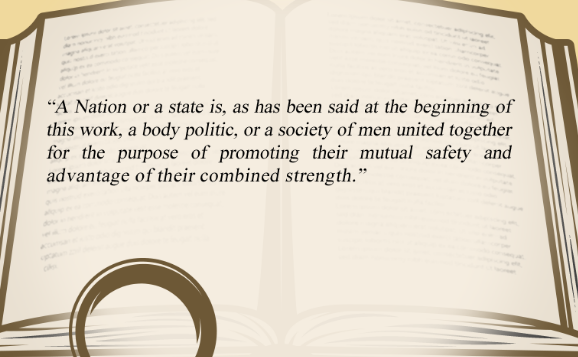 “A Nation or a state is, as has been said at the beginning of
this work, a body politic, or a society of men united together
for the purpose of promoting their mutual safety and
advantage of their combined strength.”